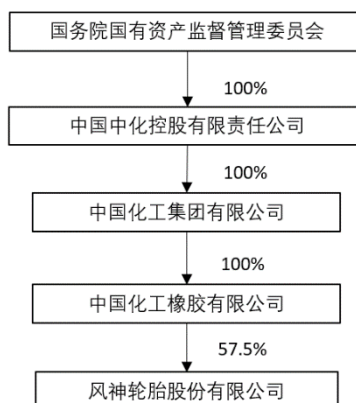 国务院国有资产监督管理委员会
100%
中国中化控股有限责任公司
100%
中国化工集团有限公司
100%
中国化工橡胶有限公司
57.5%
风神轮胎股份有限公司